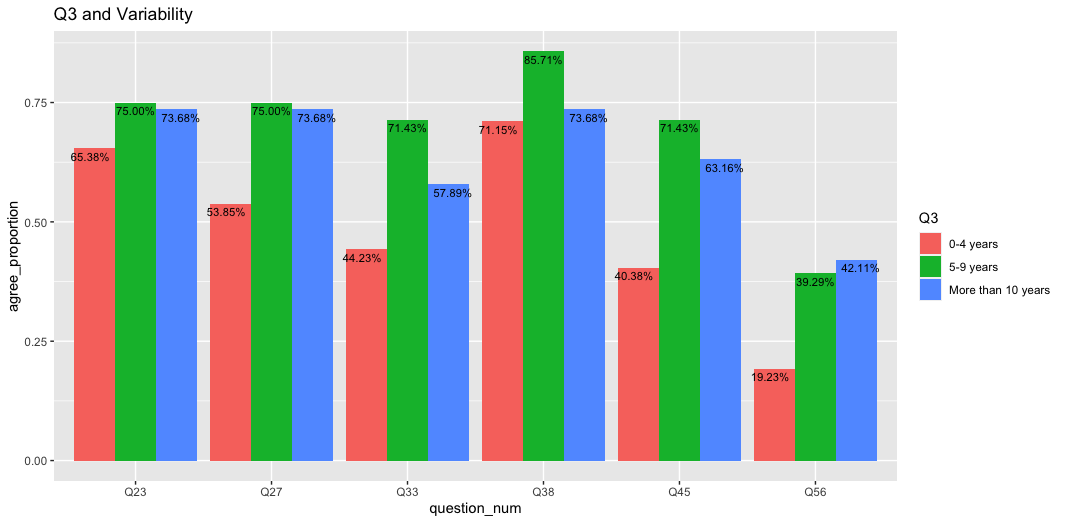 Q3 and Variability
agree_proportion
0.75
0.50
0.25
0.00
65.38%
75.00%
73.68%
53.85%
75.00%
73.68%
44.23%
71.43%
57.89%
71.15%
85.71%
73.68%
40.38%
71.43%
63.16%
19.23%
39.29%
42.11%
Q23
Q27
Q33
Q38
Q45
Q56
question_num
Q3
0-4 years
5-9 years
More than 10 years